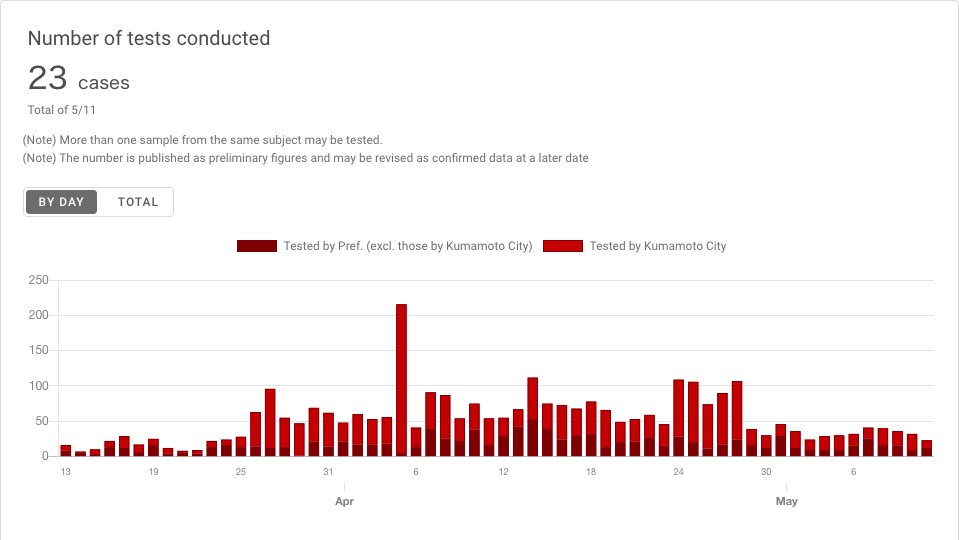 Number of tests conducted
23 cases
Total of 5/11
(Note) More than one sample from the same subject may be tested.
(Note) The number is published as preliminary figures and may be revised as confirmed data at a later date
BY DAY TOTAL
Tested by Pref. (excl. those by Kumamoto City) Tested by Kumamoto City
250
200
150
100
50
0
13 19 25 31 6 12 18 24 30 6
Apr May